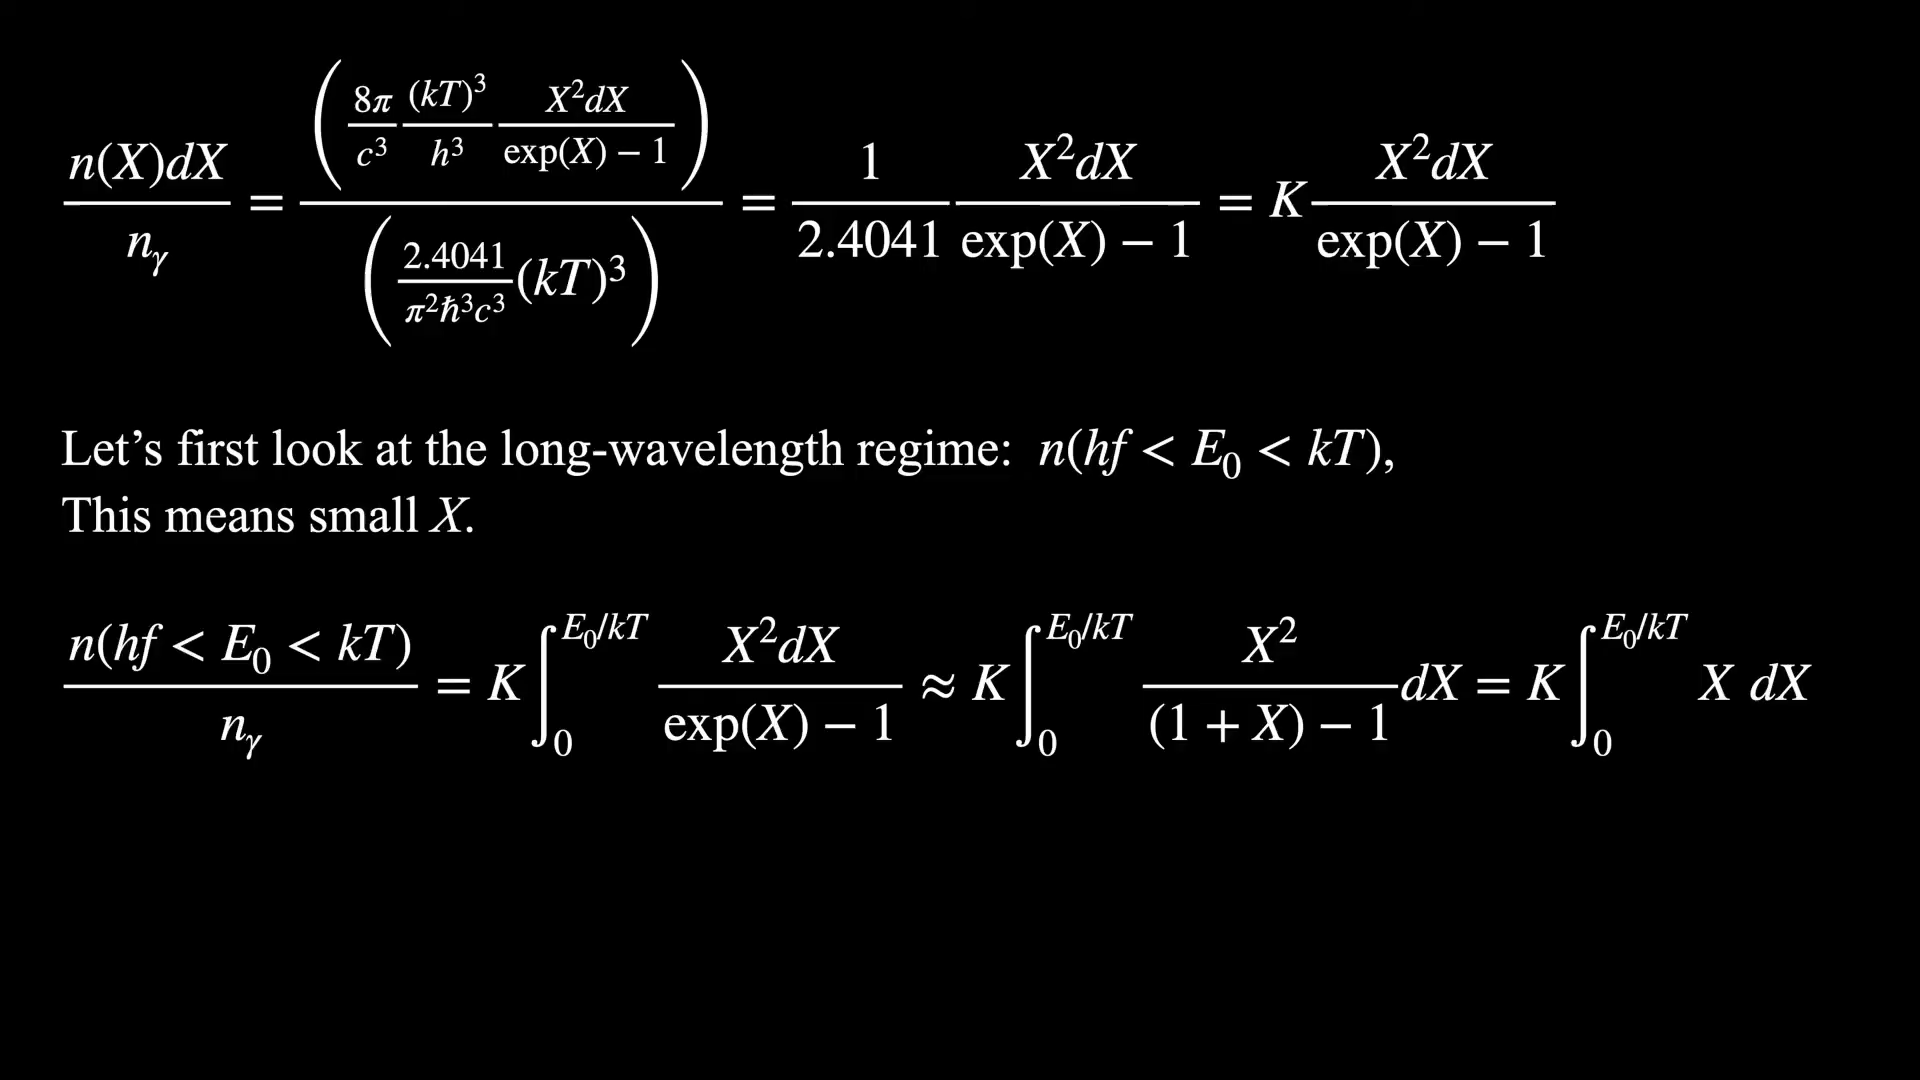 n(X)dX / n_γ = ( 8π/c³ (kT)³/h³ X²dX/(exp(X) − 1) ) / ( 2.4041/(π²ℏ³c³) (kT)³ ) = 1/2.4041 X²dX/(exp(X) − 1) = K X²dX/(exp(X) − 1)
Let’s first look at the long-wavelength regime: n(hf < E₀ < kT),
This means small X.
n(hf < E₀ < kT) / n_γ = K ∫₀^{E₀/kT} X²dX/(exp(X) − 1) ≈ K ∫₀^{E₀/kT} X²/((1 + X) − 1) dX = K ∫₀^{E₀/kT} X dX